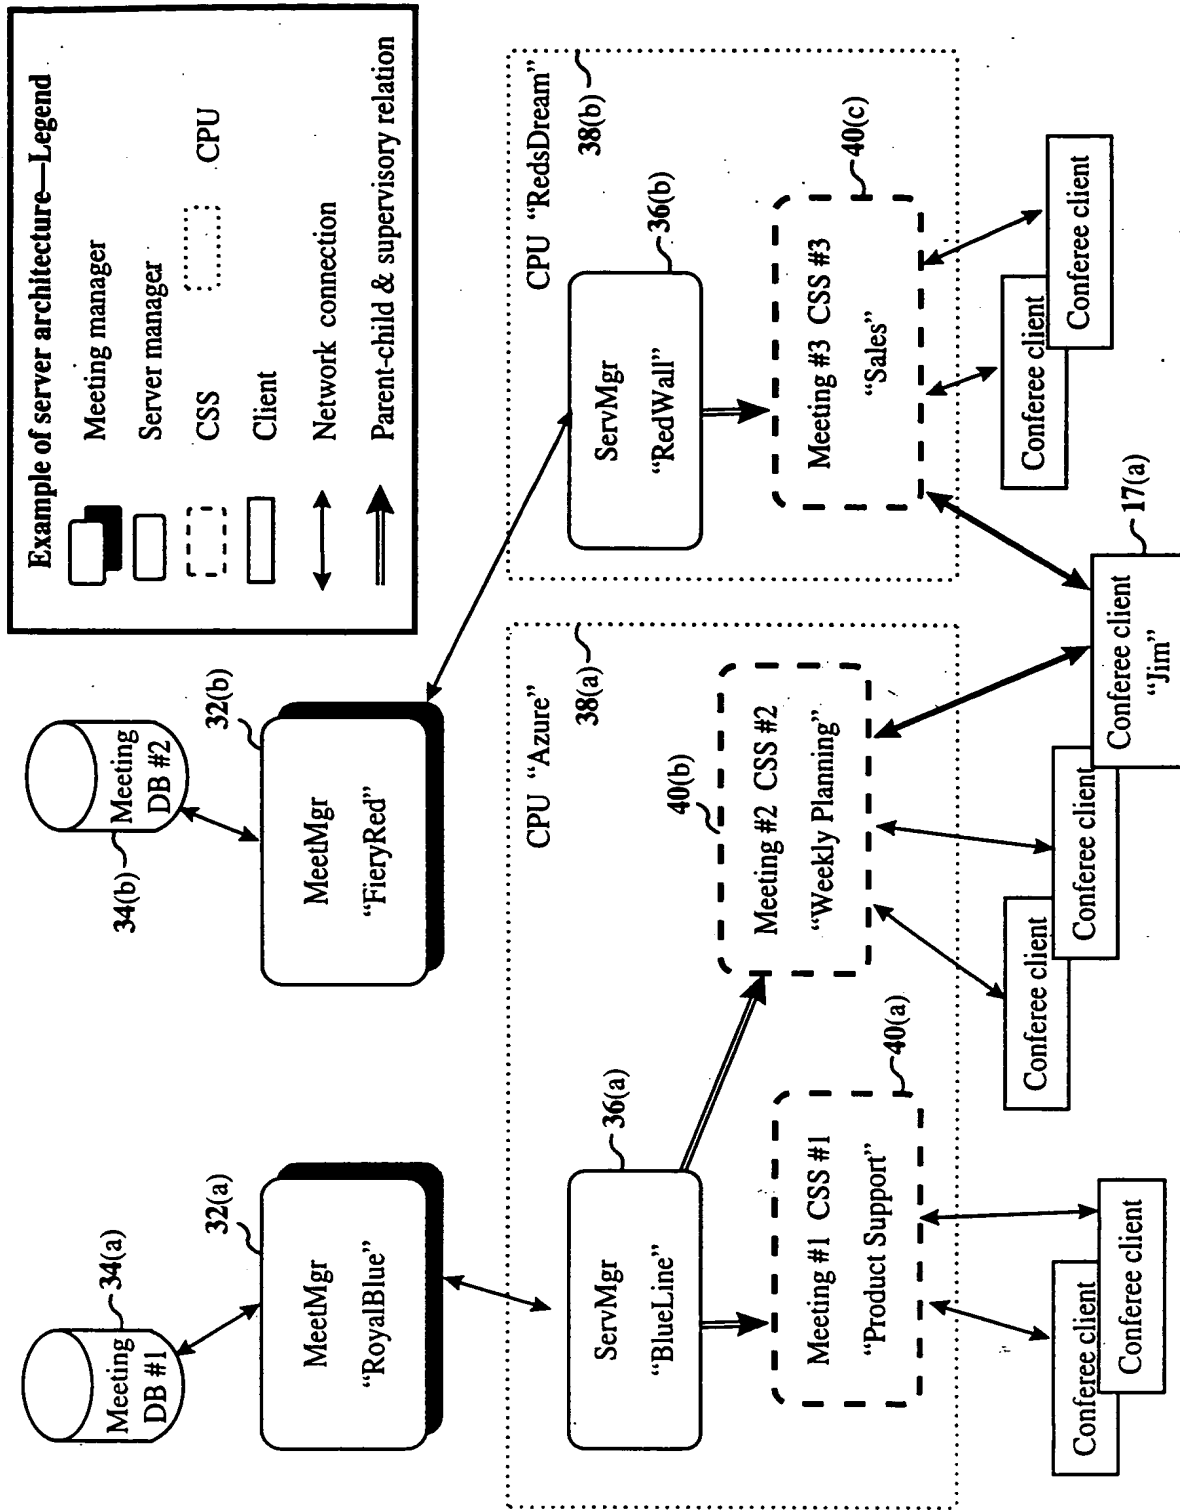 Example of server architecture—Legend
Meeting manager
Server manager
CSS
CPU
Client
Network connection
Parent-child & supervisory relation
34(a)
Meeting
DB #1
34(b)
Meeting
DB #2
32(a)
MeetMgr
“RoyalBlue”
32(b)
MeetMgr
“FieryRed”
CPU “Azure”
38(a)
CPU “RedsDream”
38(b)
36(a)
ServMgr
“BlueLine”
36(b)
ServMgr
“RedWall”
40(a)
Meeting #1 CSS #1
“Product Support”
40(b)
Meeting #2 CSS #2
“Weekly Planning”
40(c)
Meeting #3 CSS #3
“Sales”
Conferee client
Conferee client
Conferee client
Conferee client
17(a)
Conferee client
“Jim”
Conferee client
Conferee client